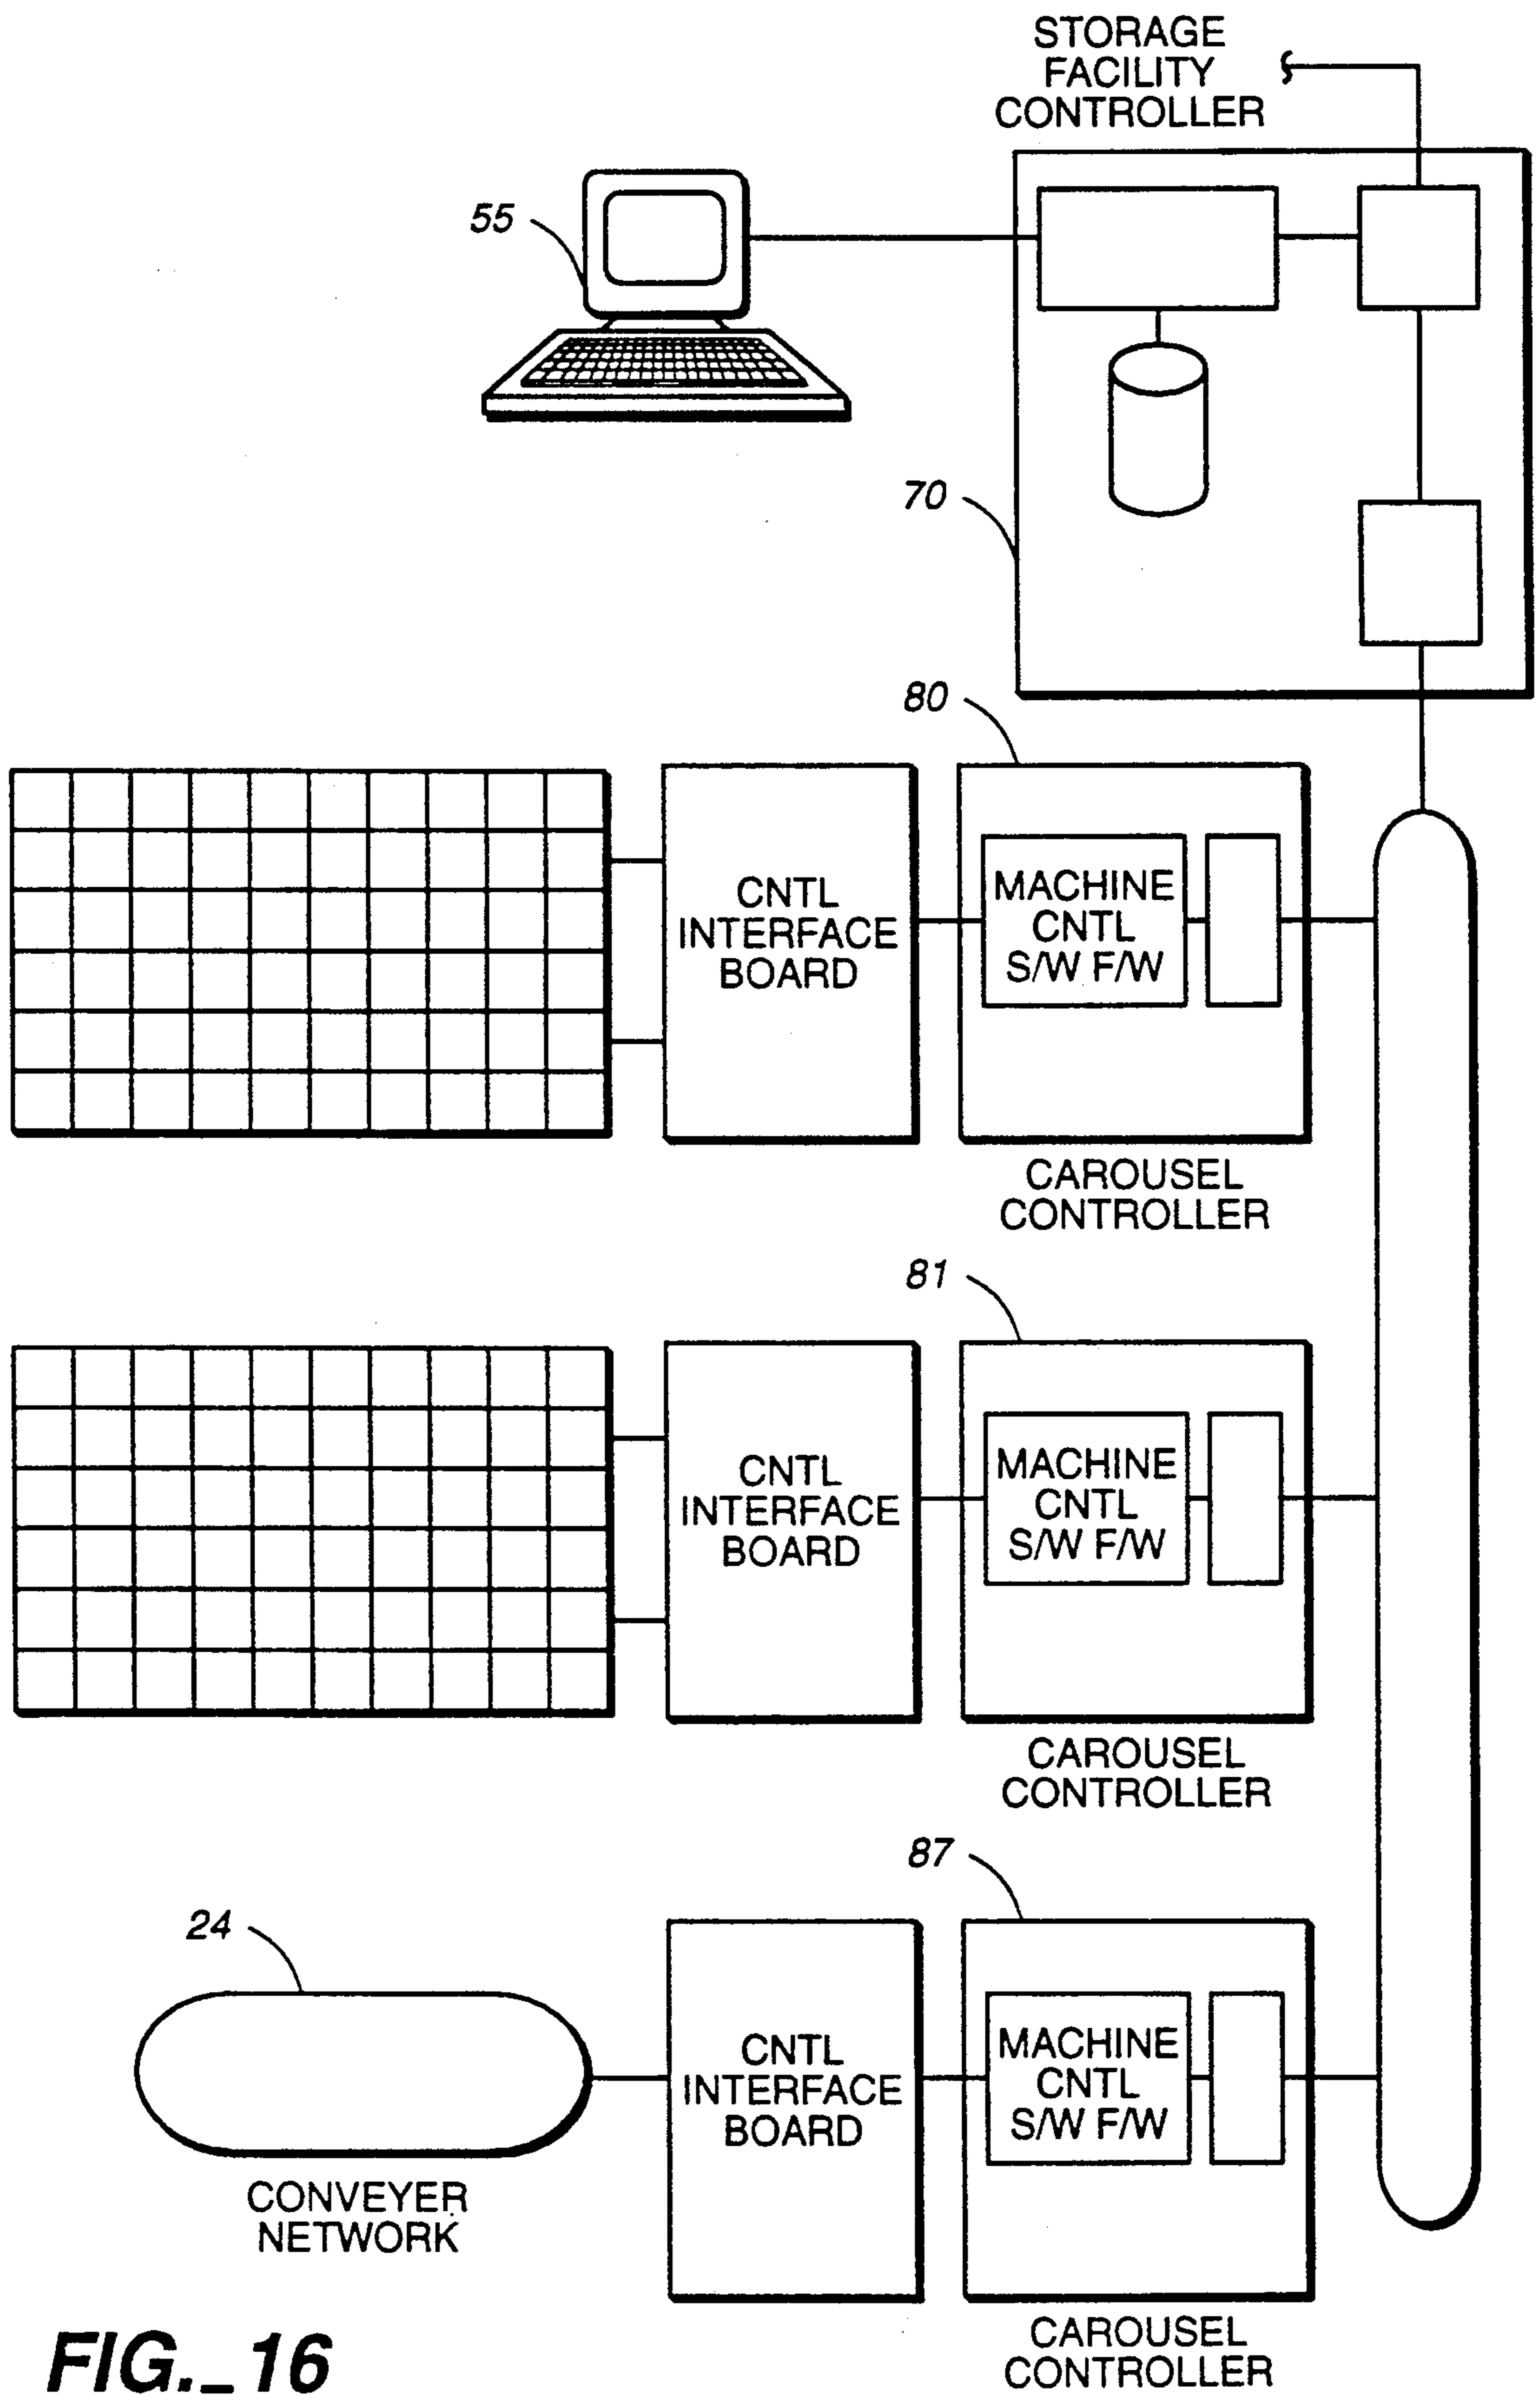 STORAGE
FACILITY
CONTROLLER
55
70
80
CNTL
INTERFACE
BOARD
MACHINE
CNTL
S/W F/W
CAROUSEL
CONTROLLER
81
CNTL
INTERFACE
BOARD
MACHINE
CNTL
S/W F/W
CAROUSEL
CONTROLLER
87
24
CNTL
INTERFACE
BOARD
MACHINE
CNTL
S/W F/W
CONVEYER
NETWORK
CAROUSEL
CONTROLLER
FIG._16